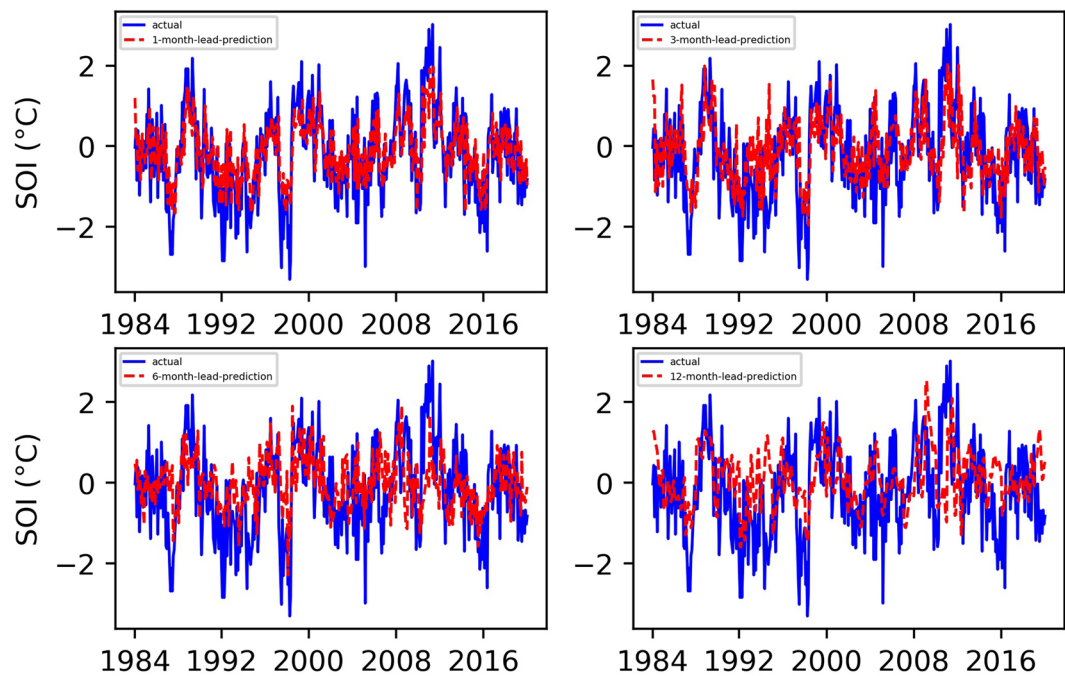 actual
1-month-lead-prediction
actual
3-month-lead-prediction
SOI (°C)
2
0
−2
2
0
−2
1984 1992 2000 2008 2016
1984 1992 2000 2008 2016
actual
6-month-lead-prediction
actual
12-month-lead-prediction
SOI (°C)
2
0
−2
2
0
−2
1984 1992 2000 2008 2016
1984 1992 2000 2008 2016